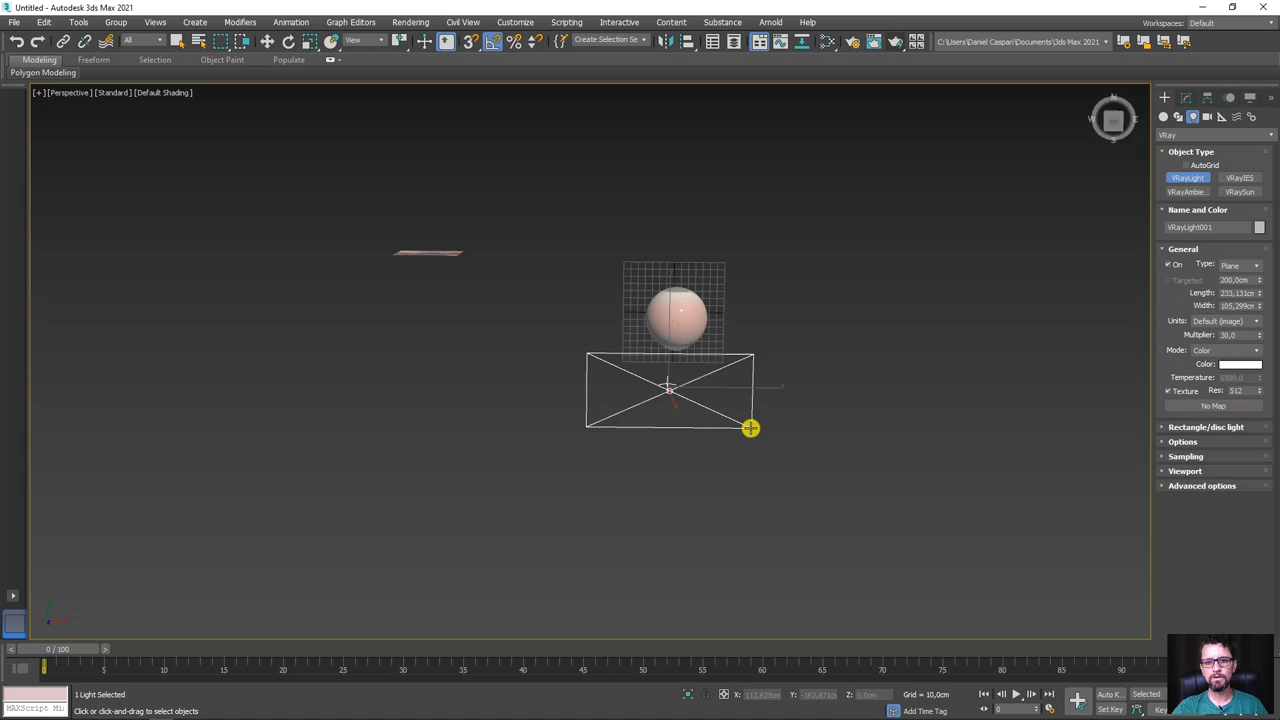 Untitled - Autodesk 3ds Max 2021
File Edit Tools Group Views Create Modifiers Animation Graph Editors Rendering Civil View Customize Scripting Interactive Content Substance Arnold Help
Workspaces: Default
All
View
Create Selection Se
C:\Users\Daniel Caspari\Documents\3ds Max 2021
Modeling Freeform Selection Object Paint Populate
Polygon Modeling
[+] [Perspective] [Standard] [Default Shading]
N
W E
S
VRay
Object Type
AutoGrid
VRayLight VRayIES
VRayAmbie... VRaySun
Name and Color
VRayLight001
General
On Type: Plane
Targeted 200,0cm
Length: 233,131cm
Width: 105,299cm
Units: Default (image)
Multiplier: 30,0
Mode: Color
Color:
Temperature: 6500,0
Texture Res: 512
No Map
Rectangle/disc light
Options
Sampling
Viewport
Advanced options
0 / 100
0 5 10 15 20 25 30 35 40 45 50 55 60 65 70 75 80 85 90
1 Light Selected
X: 112,625cm Y: -162,871cm Z: 0,0cm Grid = 10,0cm
Auto K... Selected
MAXScript Mi
Click or click-and-drag to select objects
Add Time Tag
0
Set Key